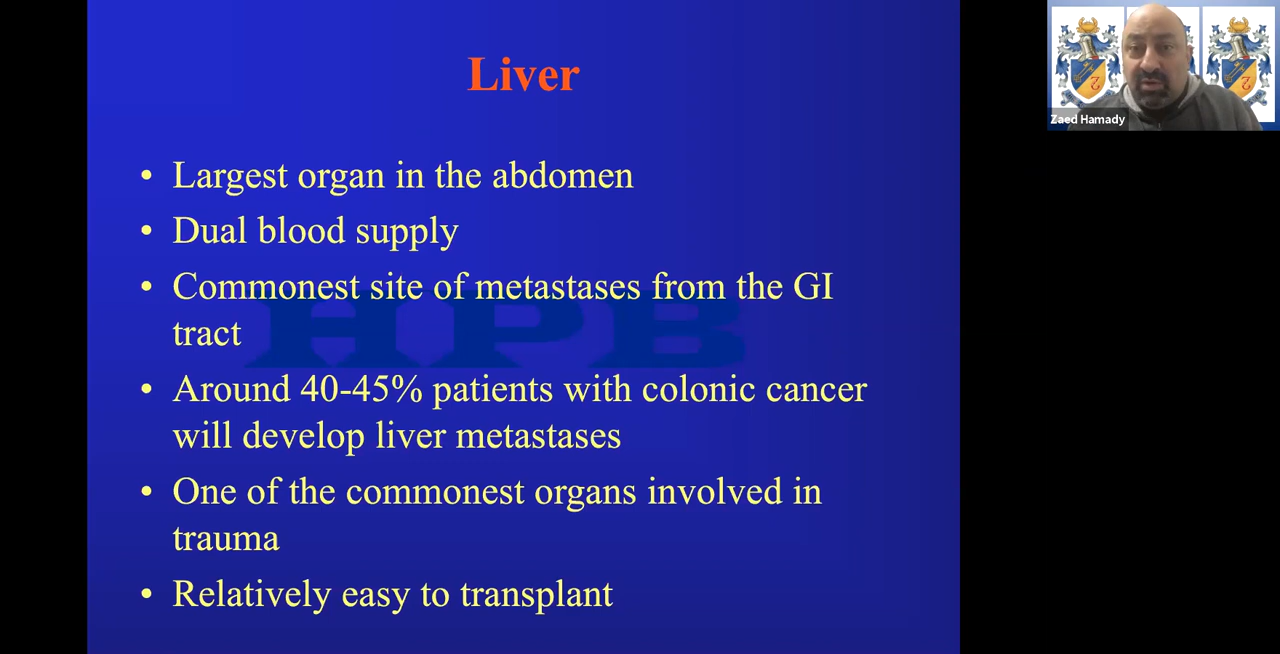 Liver
• Largest organ in the abdomen
• Dual blood supply
• Commonest site of metastases from the GI
tract
HPB
• Around 40-45% patients with colonic cancer
will develop liver metastases
• One of the commonest organs involved in
trauma
• Relatively easy to transplant
Zaed Hamady